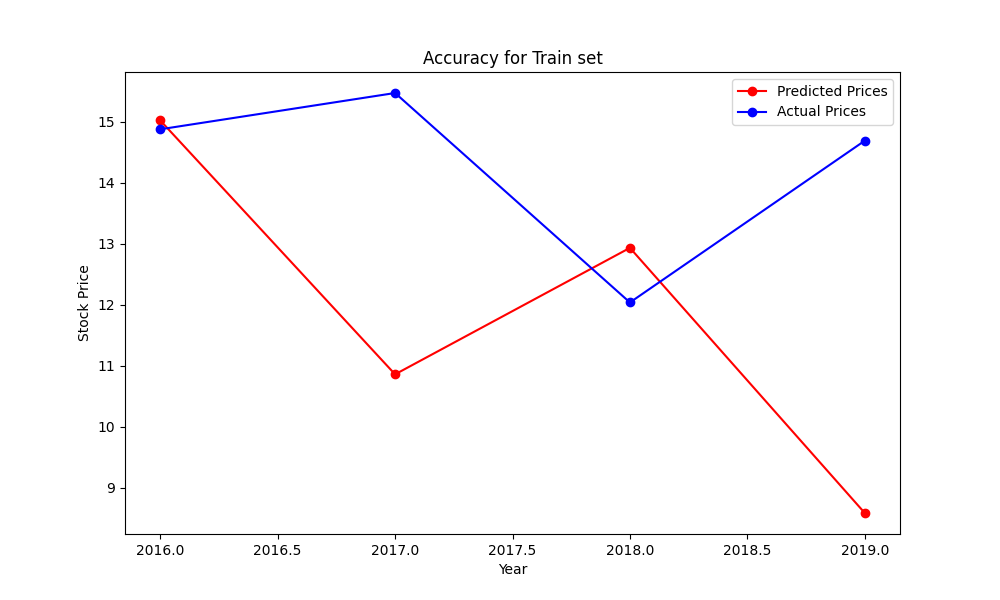 Accuracy for Train set
Predicted Prices
Actual Prices
15
14
13
12
11
10
9
Stock Price
2016.0 2016.5 2017.0 2017.5 2018.0 2018.5 2019.0
Year